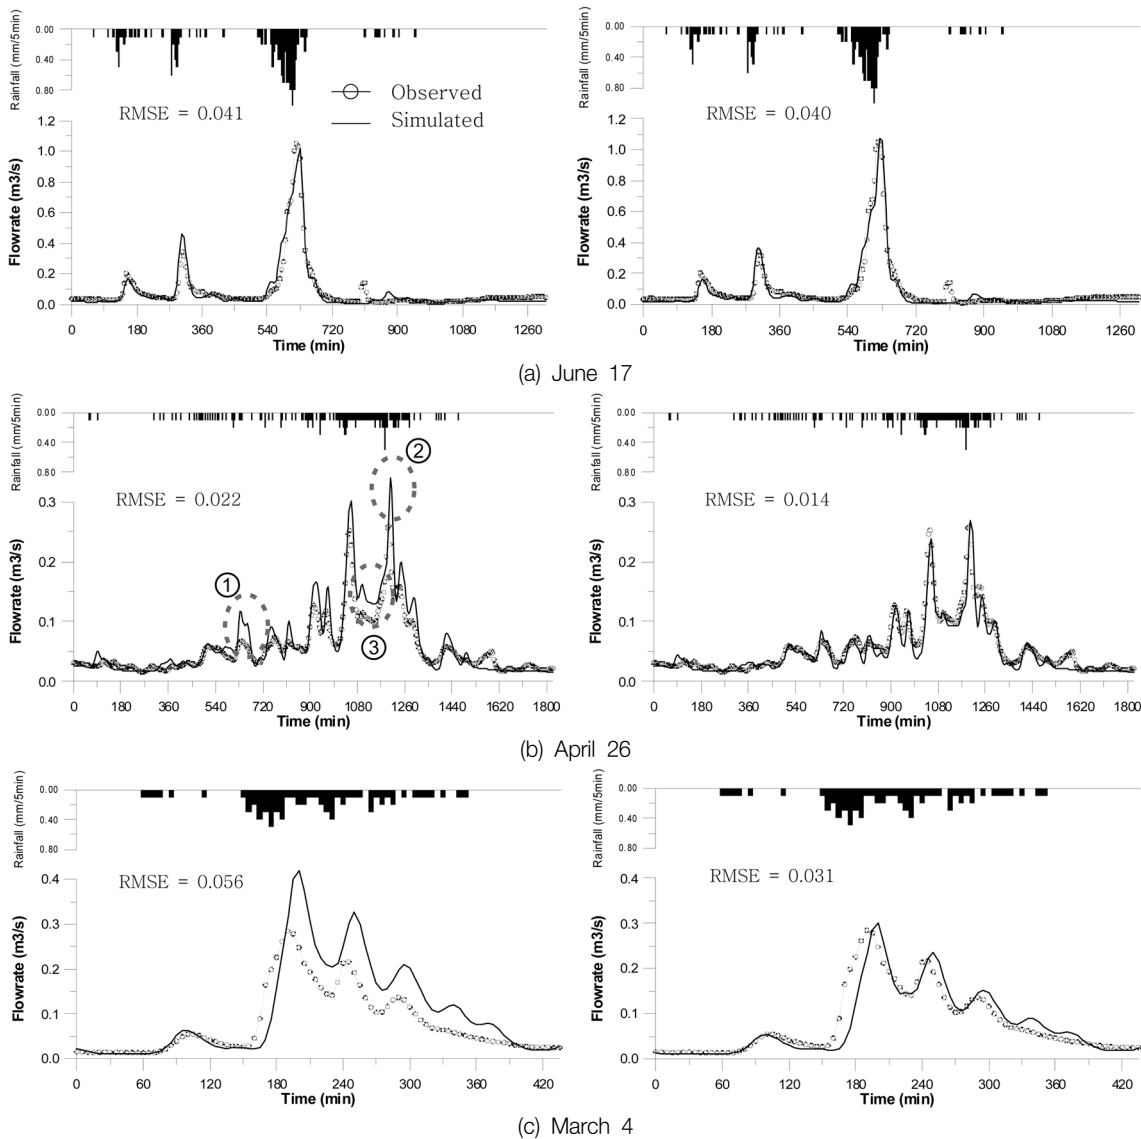 Rainfall (mm/5min)
0.00
0.40
0.80
RMSE = 0.041
Observed
Simulated
Flowrate (m3/s)
1.2
1.0
0.8
0.6
0.4
0.2
0.0
0 180 360 540 720 900 1080 1260
Time (min)
Rainfall (mm/5min)
0.00
0.40
0.80
RMSE = 0.040
Flowrate (m3/s)
1.2
1.0
0.8
0.6
0.4
0.2
0.0
0 180 360 540 720 900 1080 1260
Time (min)
(a) June 17
Rainfall (mm/5min)
0.00
0.40
0.80
RMSE = 0.022
②
①
③
Flowrate (m3/s)
0.3
0.2
0.1
0.0
0 180 360 540 720 900 1080 1260 1440 1620 1800
Time (min)
Rainfall (mm/5min)
0.00
0.40
0.80
RMSE = 0.014
Flowrate (m3/s)
0.3
0.2
0.1
0.0
0 180 360 540 720 900 1080 1260 1440 1620 1800
Time (min)
(b) April 26
Rainfall (mm/5min)
0.00
0.40
0.80
RMSE = 0.056
Flowrate (m3/s)
0.4
0.3
0.2
0.1
0.0
0 60 120 180 240 300 360 420
Time (min)
Rainfall (mm/5min)
0.00
0.40
0.80
RMSE = 0.031
Flowrate (m3/s)
0.4
0.3
0.2
0.1
0.0
0 60 120 180 240 300 360 420
Time (min)
(c) March 4